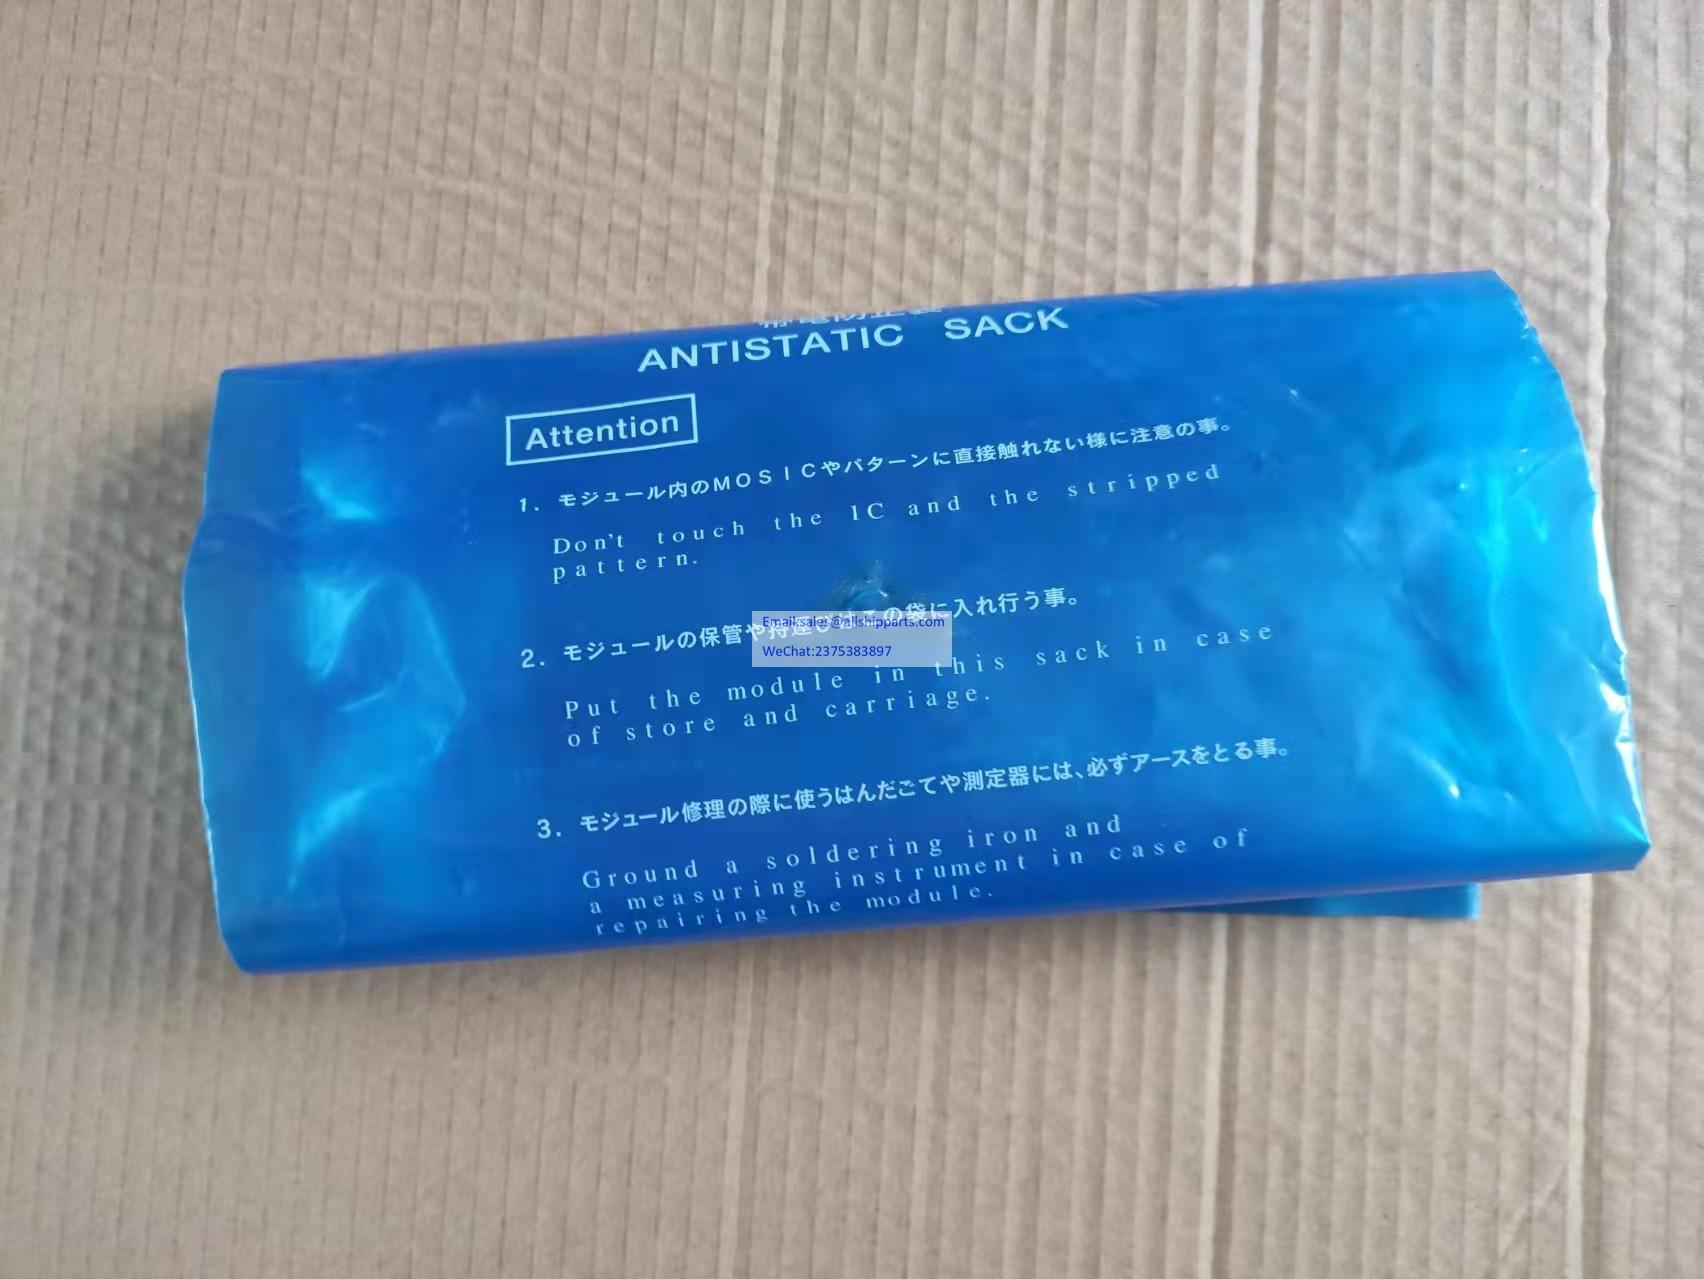 ANTISTATIC SACK
Attention
1. モジュール内のMOS ICやパターンに直接触れない様に注意の事。
Don't touch the IC and the stripped
pattern.
2. モジュールの保管や持運びはこの袋に入れ行う事。
Emailsales@allshipparts.com
WeChat:2375383897
Put the module in this sack in case
of store and carriage.
3. モジュール修理の際に使うはんだごてや測定器には、必ずアースをとる事。
Ground a soldering iron and
a measuring instrument in case of
repairing the module.